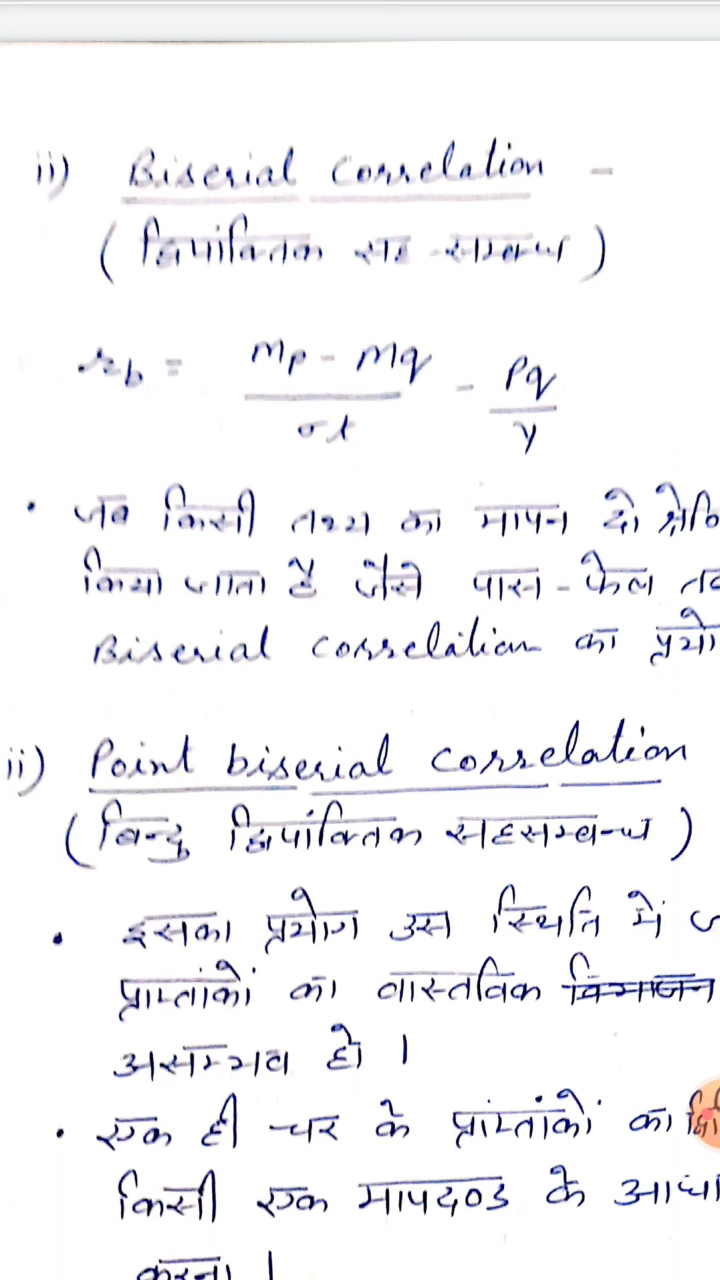 ii) Biserial Correlation -
( द्विपांक्तिक सह-सम्बन्ध )
rb = Mp - Mq / σt - pq / y
• जब किसी तथ्य का मापन दो श्रेणि
किया जाता है जैसे पास - फेल तब
Biserial Correlation का प्रयो
ii) Point biserial correlation
( बिन्दु द्विपांक्तिक सहसम्बन्ध )
• इसका प्रयोग उस स्थिति में ज
प्राप्तांकों का वास्तविक विभाजन
असम्भव हो ।
• एक ही चर के प्राप्तांकों का द्वि
किसी एक मापदण्ड के आधा
करना ।